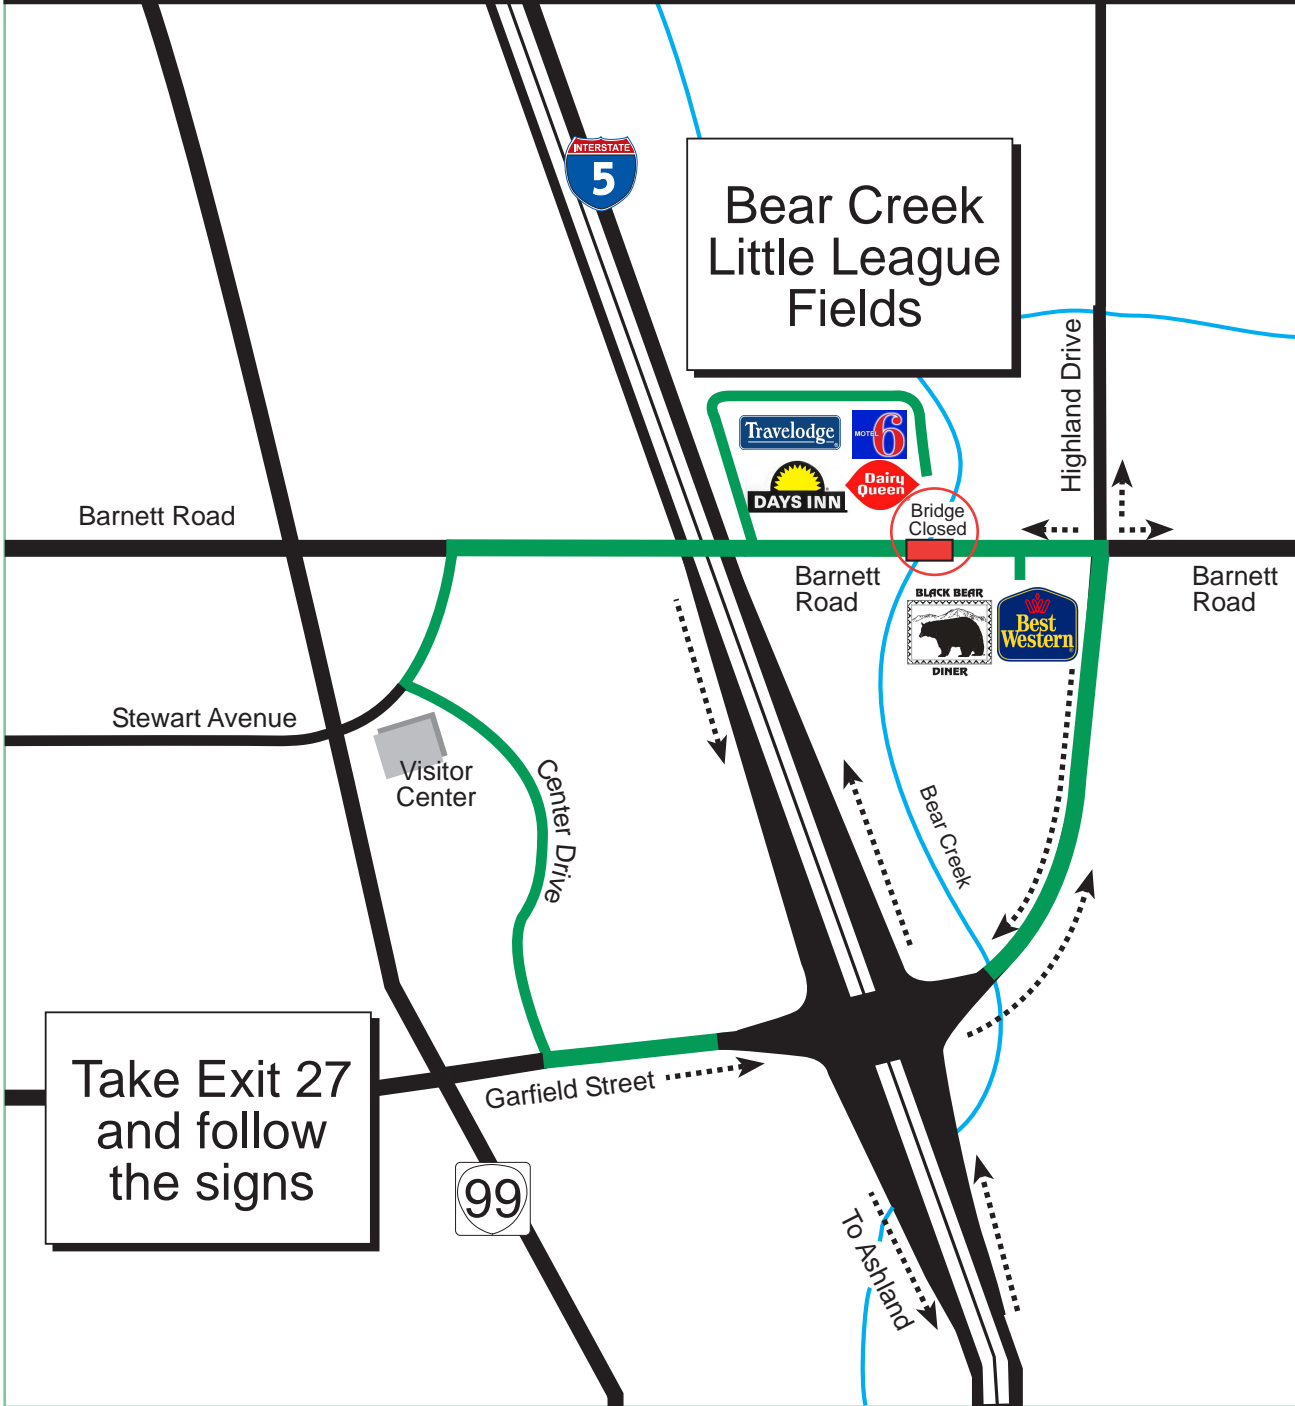 INTERSTATE
5
Bear Creek
Little League
Fields
Highland Drive
Travelodge
MOTEL 6
DAYS INN
Dairy
Queen
Bridge
Closed
Barnett Road
Barnett
Road
Barnett
Road
BLACK BEAR
DINER
Best
Western
Stewart Avenue
Visitor
Center
Center Drive
Bear Creek
Garfield Street
Take Exit 27
and follow
the signs
99
To Ashland